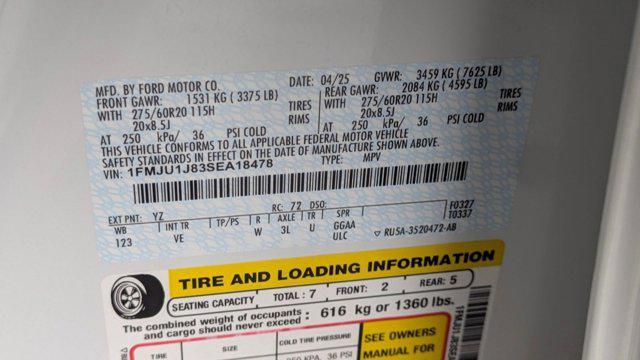 MFD. BY FORD MOTOR CO.
DATE: 04/25 GVWR: 3459 KG ( 7625 LB)
FRONT GAWR: 1531 KG ( 3375 LB) REAR GAWR: 2084 KG ( 4595 LB)
WITH 275/60R20 115H TIRES WITH 275/60R20 115H TIRES
20x8.5J RIMS 20x8.5J RIMS
AT 250 kPa/ 36 PSI COLD AT 250 kPa/ 36 PSI COLD
THIS VEHICLE CONFORMS TO ALL APPLICABLE FEDERAL MOTOR VEHICLE
SAFETY STANDARDS IN EFFECT ON THE DATE OF MANUFACTURE SHOWN ABOVE.
VIN: 1FMJU1J83SEA18478 TYPE: MPV
EXT PNT: YZ RC: 72 DSO: F0327
WB INT TR TP/PS R AXLE TR SPR T0337
123 VE W 3L U GGAA
ULC ▽ RU5A-3520472-AB
TIRE AND LOADING INFORMATION
SEATING CAPACITY TOTAL : 7 FRONT: 2 REAR: 5
The combined weight of occupants
and cargo should never exceed : 616 kg or 1360 lbs.
TIRE SIZE COLD TIRE PRESSURE
SEE OWNERS
MANUAL FOR
36 PSI